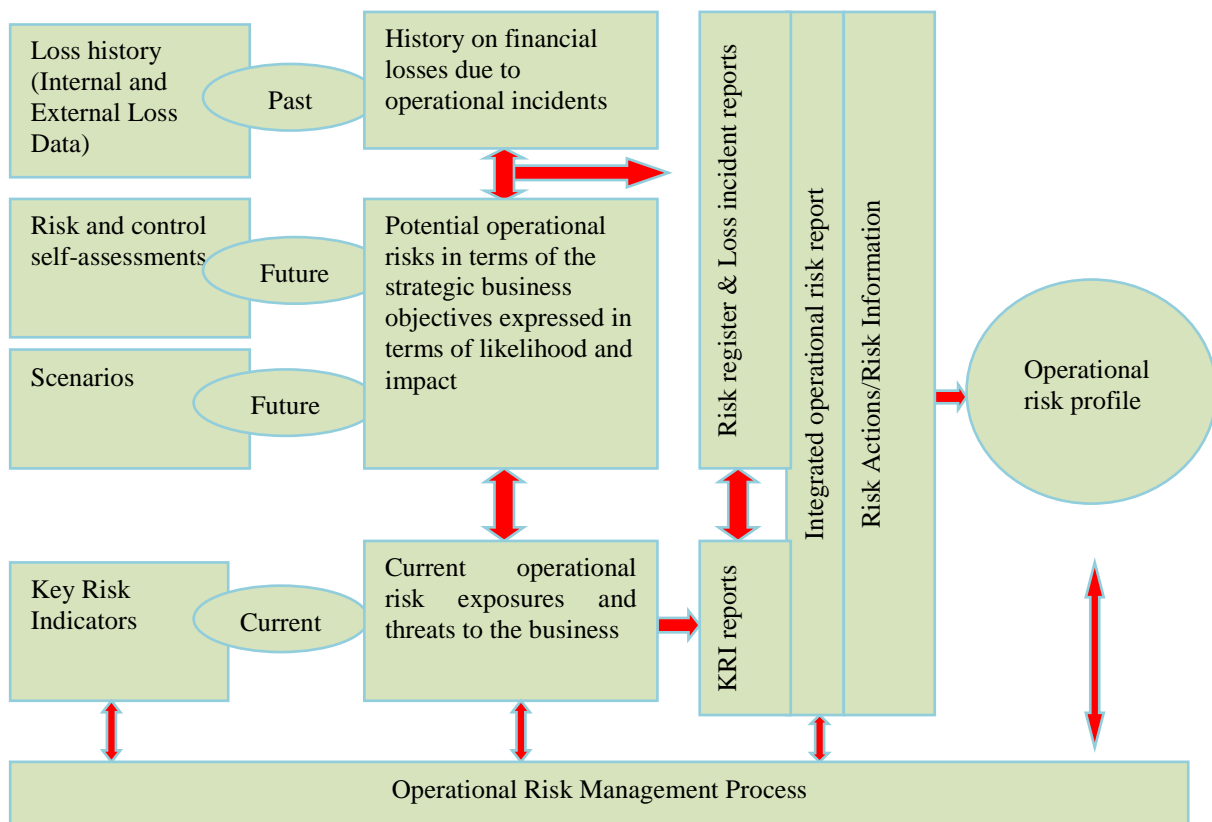 Loss history
(Internal and
External Loss
Data)
Past
History on financial
losses due to
operational incidents
Risk and control
self-assessments
Future
Potential operational
risks in terms of the
strategic business
objectives expressed in
terms of likelihood and
impact
Scenarios
Future
Key Risk
Indicators
Current
Current operational
risk exposures and
threats to the business
Risk register & Loss incident reports
KRI reports
Integrated operational risk report
Risk Actions/Risk Information
Operational
risk profile
Operational Risk Management Process